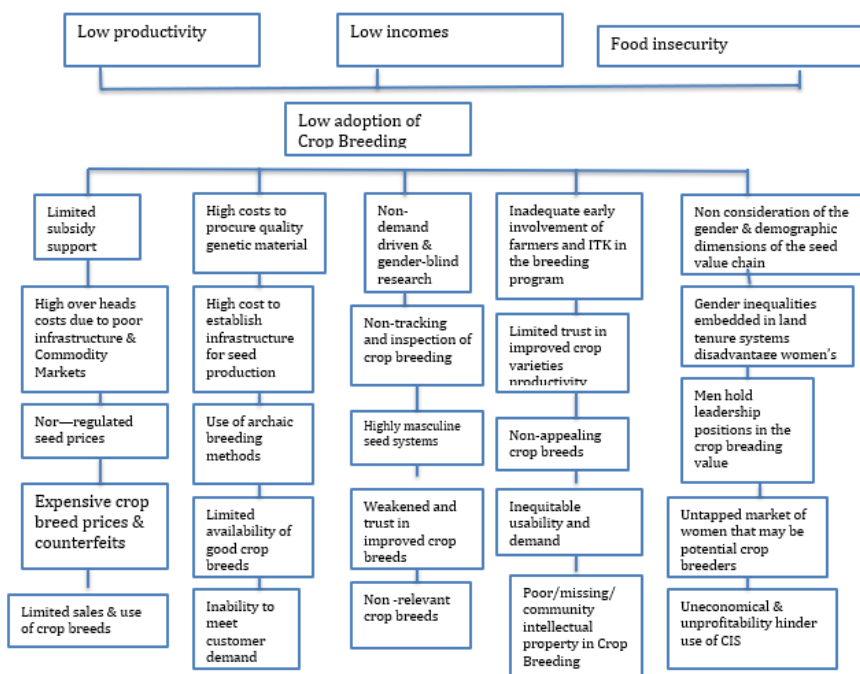 Low productivity
Low incomes
Food insecurity
Low adoption of
Crop Breeding
Limited
subsidy
support
High over heads
costs due to poor
infrastructure &
Commodity
Markets
Nor—regulated
seed prices
Expensive crop
breed prices &
counterfeits
Limited sales & use
of crop breeds
High costs to
procure quality
genetic material
High cost to
establish
infrastructure
for seed
production
Use of archaic
breeding
methods
Limited
availability of
good crop
breeds
Inability to
meet
customer
demand
Non-
demand
driven &
gender-blind
research
Non-tracking
and inspection of
crop breeding
Highly masculine
seed systems
Weakened and
trust in
improved crop
breeds
Non -relevant
crop breeds
Inadequate early
involvement of
farmers and ITK in
the breeding
program
Limited trust in
improved crop
varieties
productivity
Non-appealing
crop breeds
Inequitable
usability and
demand
Poor/missing/
community
intellectual
property in Crop
Breeding
Non consideration of the
gender & demographic
dimensions of the seed
value chain
Gender inequalities
embedded in land
tenure systems
disadvantage women's
Men hold
leadership
positions in the
crop breading
value
Untapped market of
women that may be
potential crop
breeders
Uneconomical &
unprofitability hinder
use of CIS